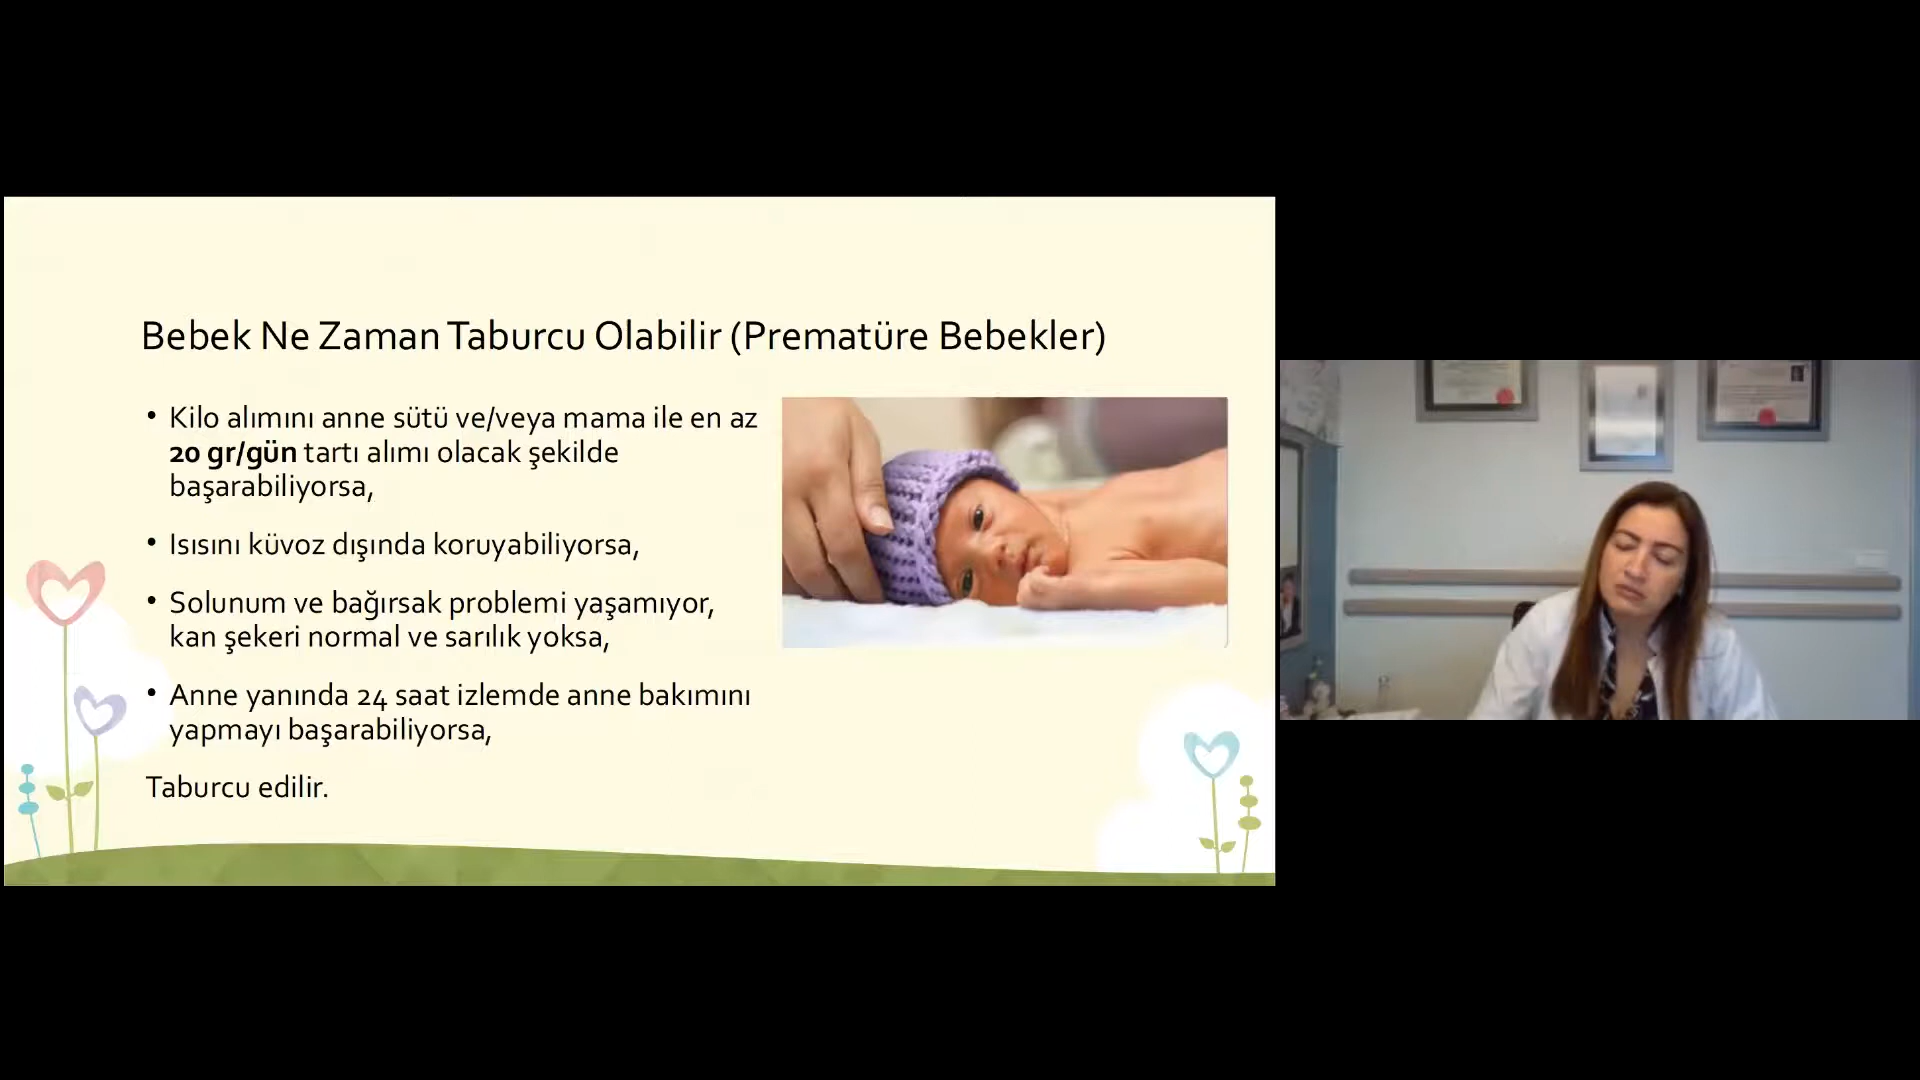 Bebek Ne Zaman Taburcu Olabilir (Prematüre Bebekler)
• Kilo alımını anne sütü ve/veya mama ile en az
20 gr/gün tartı alımı olacak şekilde
başarabiliyorsa,
• Isısını küvoz dışında koruyabiliyorsa,
• Solunum ve bağırsak problemi yaşamıyor,
kan şekeri normal ve sarılık yoksa,
• Anne yanında 24 saat izlemde anne bakımını
yapmayı başarabiliyorsa,
Taburcu edilir.